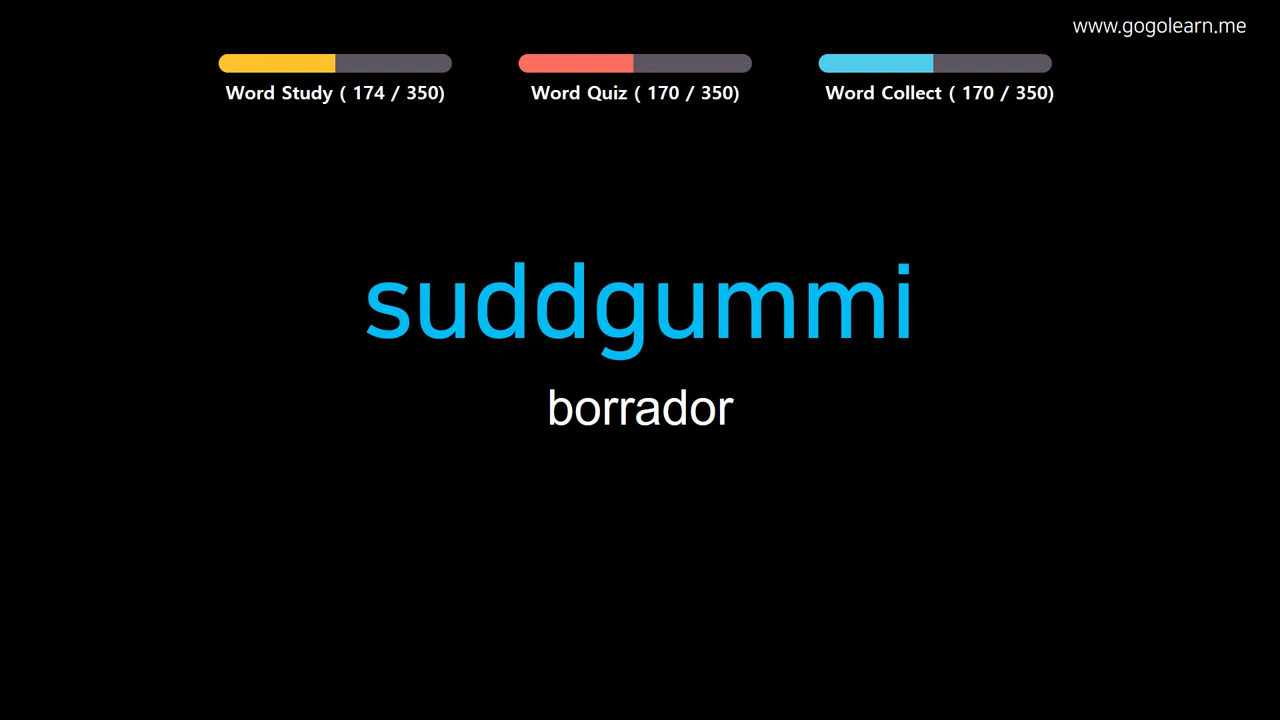 www.gogolearn.me
Word Study ( 174 / 350)
Word Quiz ( 170 / 350)
Word Collect ( 170 / 350)
suddgummi
borrador